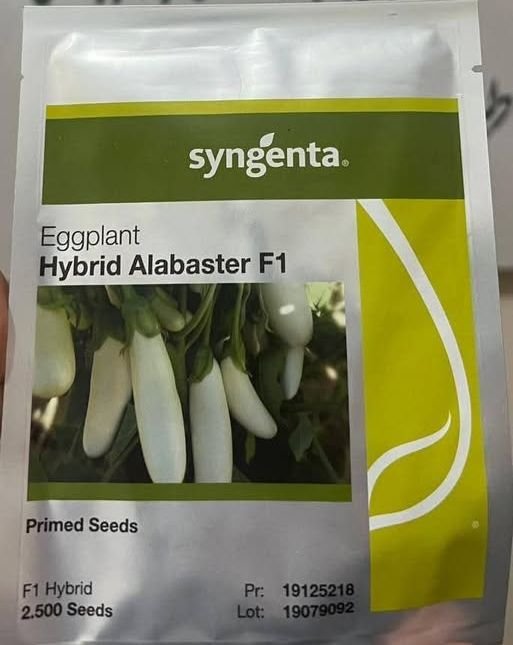 syngenta®
Eggplant
Hybrid Alabaster F1
Primed Seeds
F1 Hybrid
2.500 Seeds
Pr: 19125218
Lot: 19079092
®